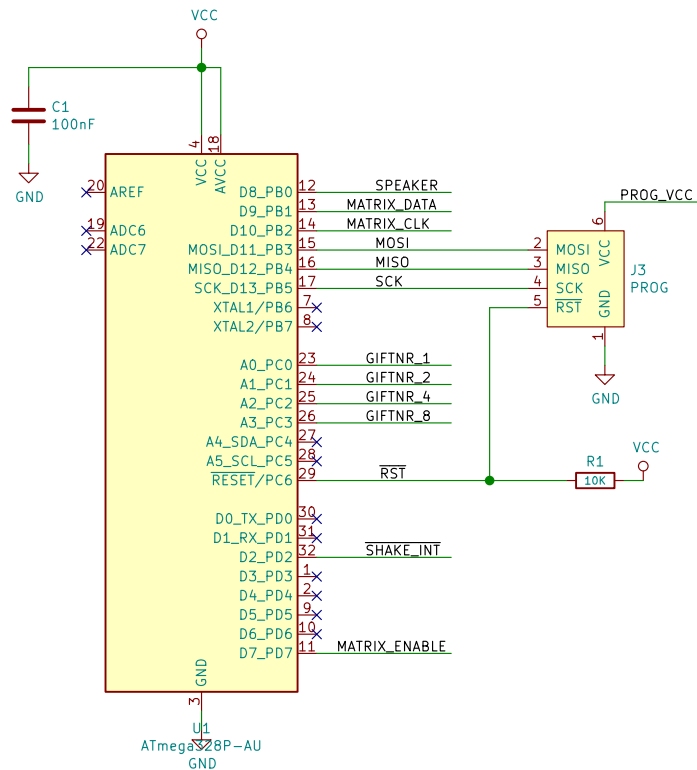 VCC
C1
100nF
GND
4
18
VCC
AVCC
20 AREF
19 ADC6
22 ADC7
D8_PB0 12 SPEAKER
D9_PB1 13 MATRIX_DATA
D10_PB2 14 MATRIX_CLK
MOSI_D11_PB3 15 MOSI
MISO_D12_PB4 16 MISO
SCK_D13_PB5 17 SCK
XTAL1/PB6 7
XTAL2/PB7 8
A0_PC0 23 GIFTNR_1
A1_PC1 24 GIFTNR_2
A2_PC2 25 GIFTNR_4
A3_PC3 26 GIFTNR_8
A4_SDA_PC4 27
A5_SCL_PC5 28
RESET/PC6 29 RST
D0_TX_PD0 30
D1_RX_PD1 31
D2_PD2 32 SHAKE_INT
D3_PD3 1
D4_PD4 2
D5_PD5 9
D6_PD6 10
D7_PD7 11 MATRIX_ENABLE
GND
3
U1
ATmega328P-AU
GND
PROG_VCC
6
VCC
2 MOSI
3 MISO
4 SCK
5 RST
GND
1
J3
PROG
GND
R1
10K
VCC